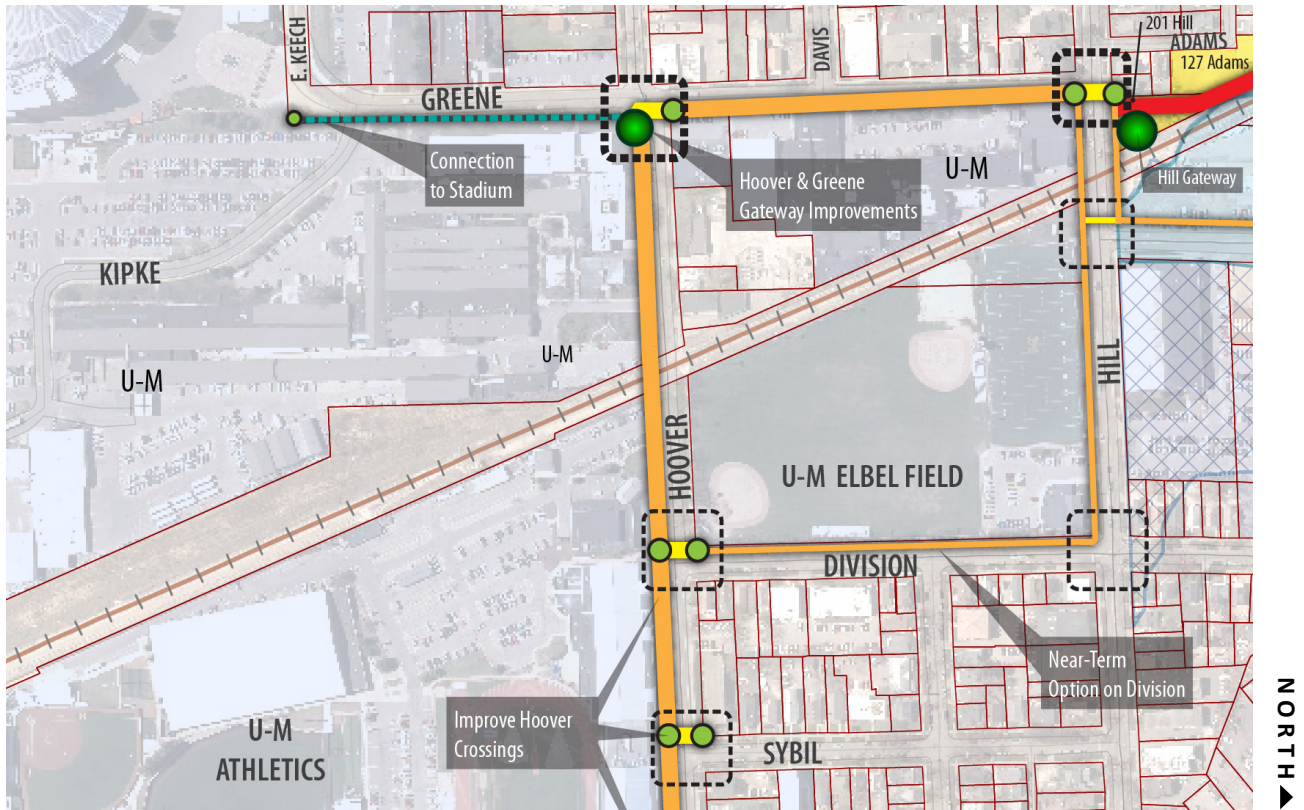 201 Hill
ADAMS
127 Adams
E. KEECH
DAVIS
GREENE
Connection
to Stadium
U-M
Hoover & Greene
Gateway Improvements
Hill Gateway
KIPKE
U-M
U-M
HILL
HOOVER
U-M ELBEL FIELD
DIVISION
Near-Term
Option on Division
Improve Hoover
Crossings
U-M
ATHLETICS
SYBIL
NORTH